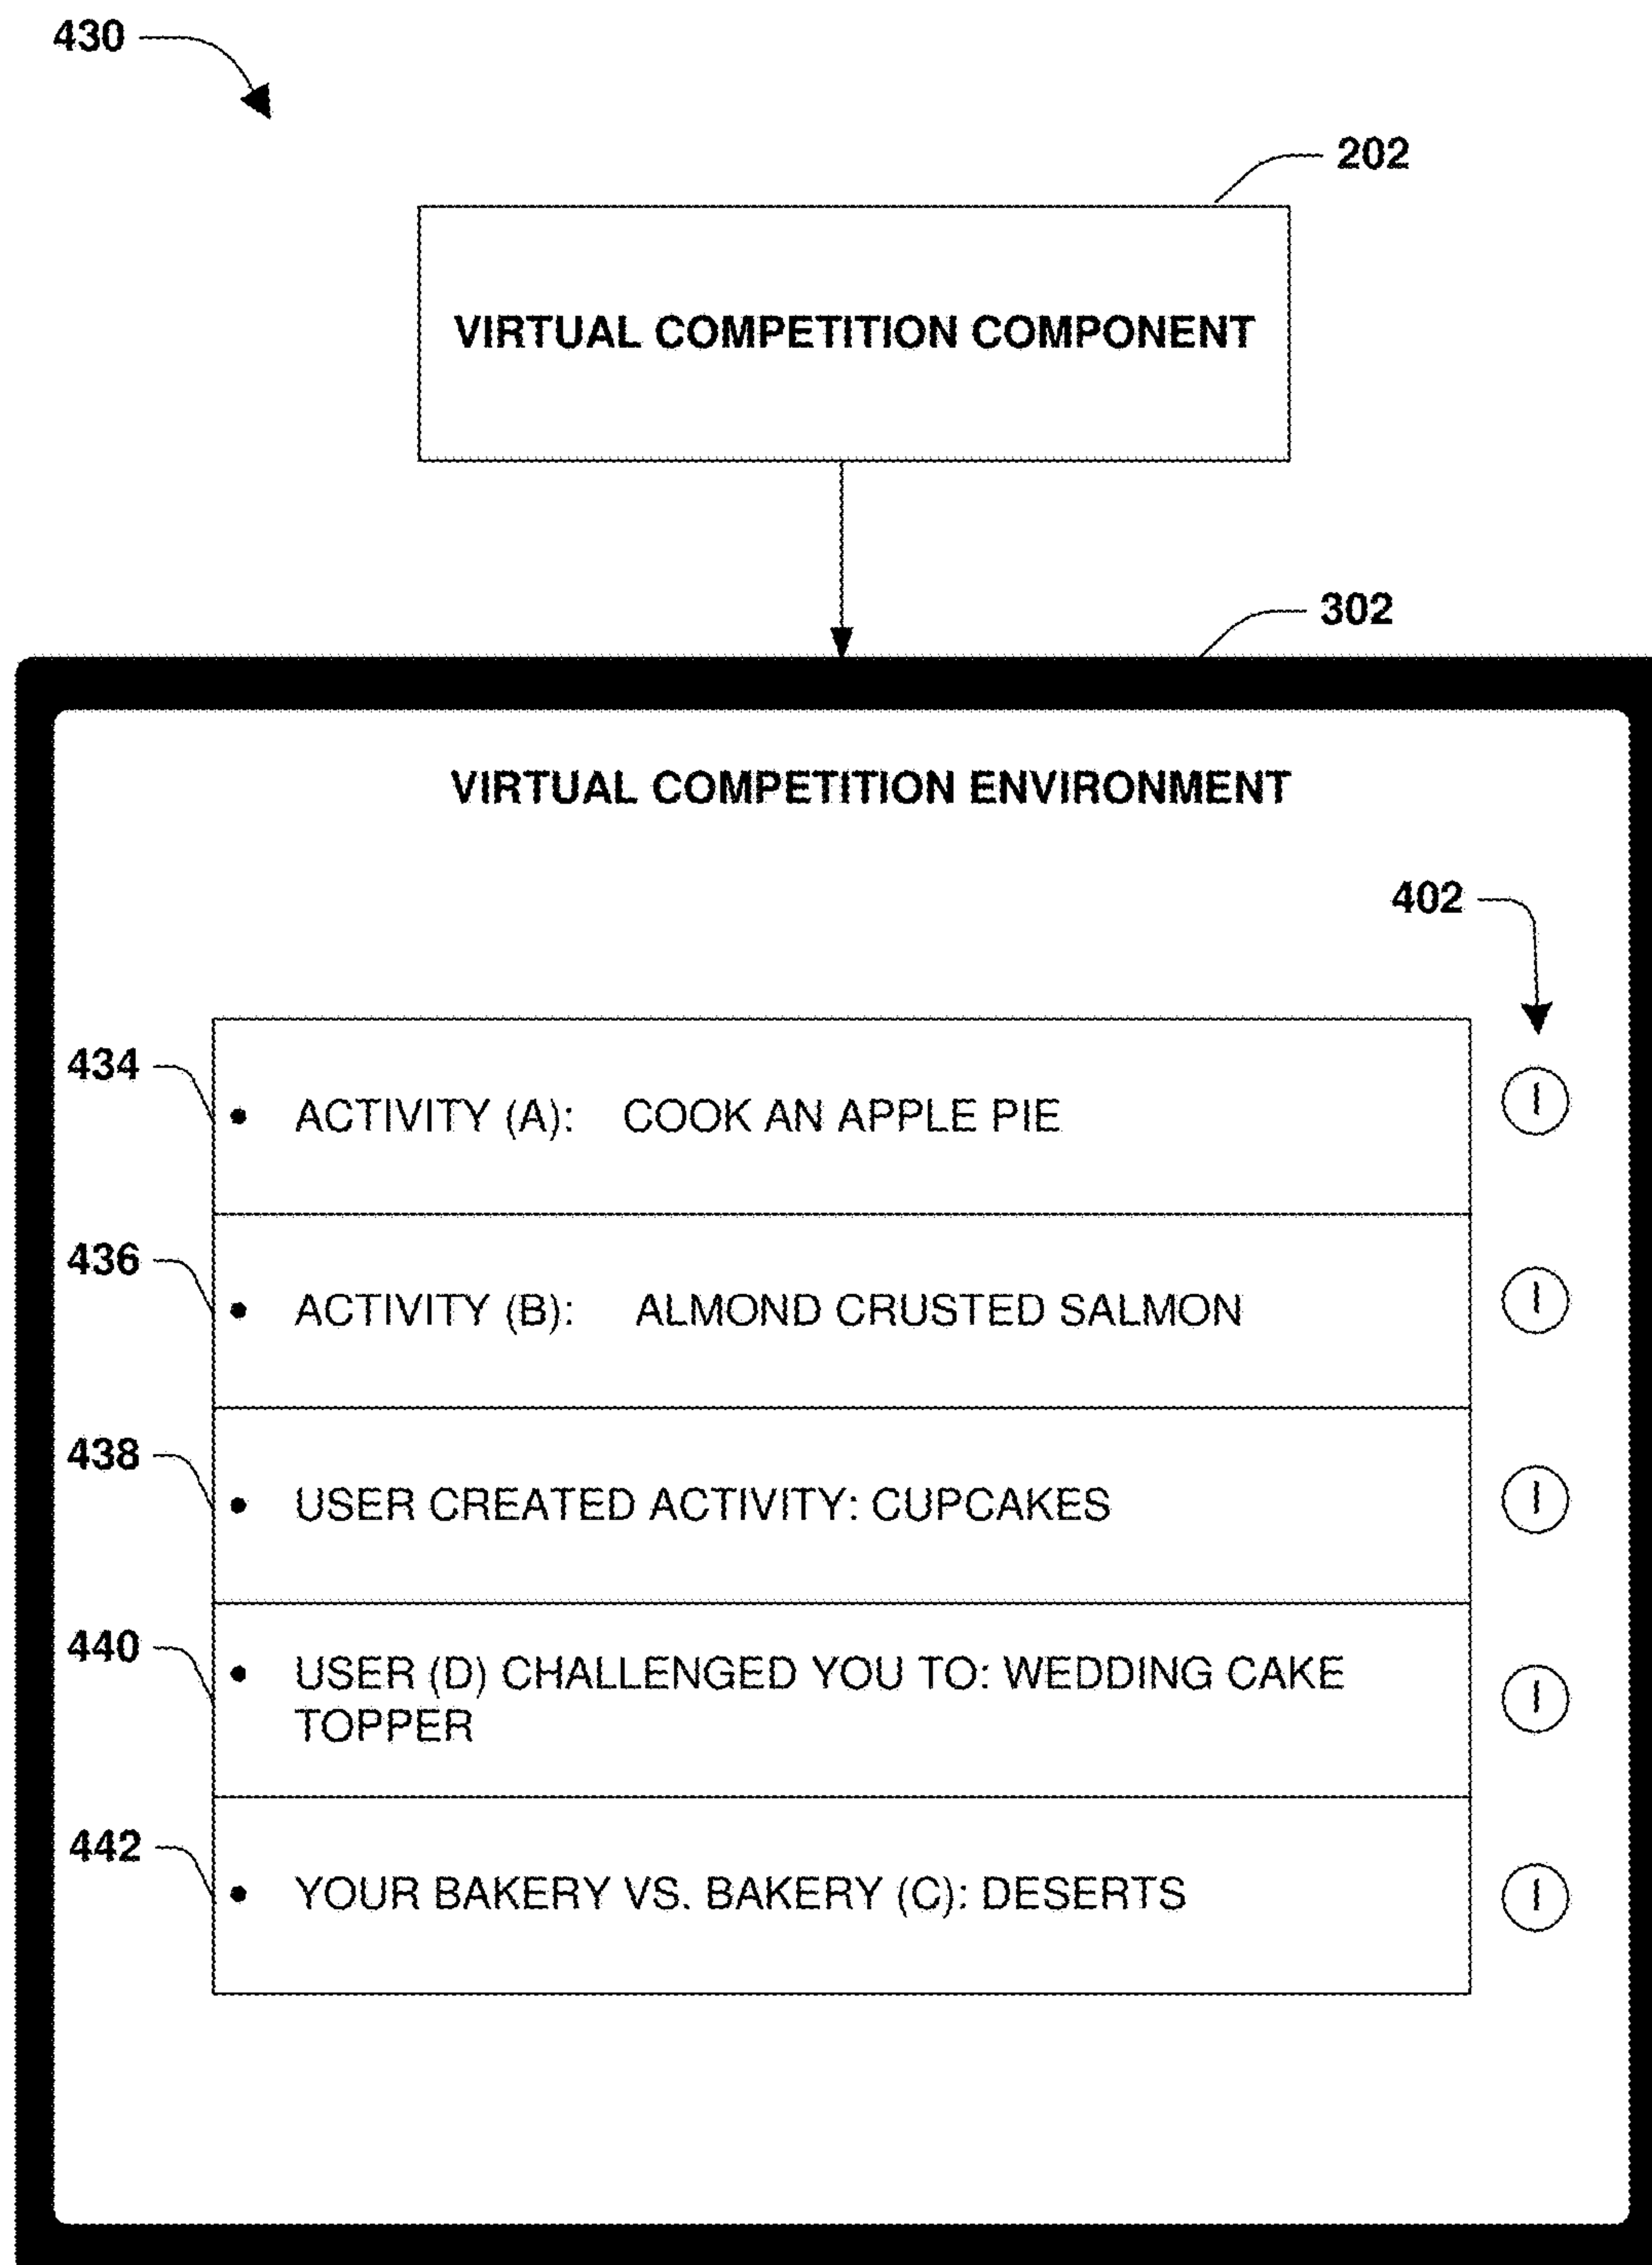 430
202
VIRTUAL COMPETITION COMPONENT
302
VIRTUAL COMPETITION ENVIRONMENT
402
434
• ACTIVITY (A): COOK AN APPLE PIE
I
436
• ACTIVITY (B): ALMOND CRUSTED SALMON
I
438
• USER CREATED ACTIVITY: CUPCAKES
I
440
• USER (D) CHALLENGED YOU TO: WEDDING CAKE
TOPPER
I
442
• YOUR BAKERY VS. BAKERY (C): DESERTS
I